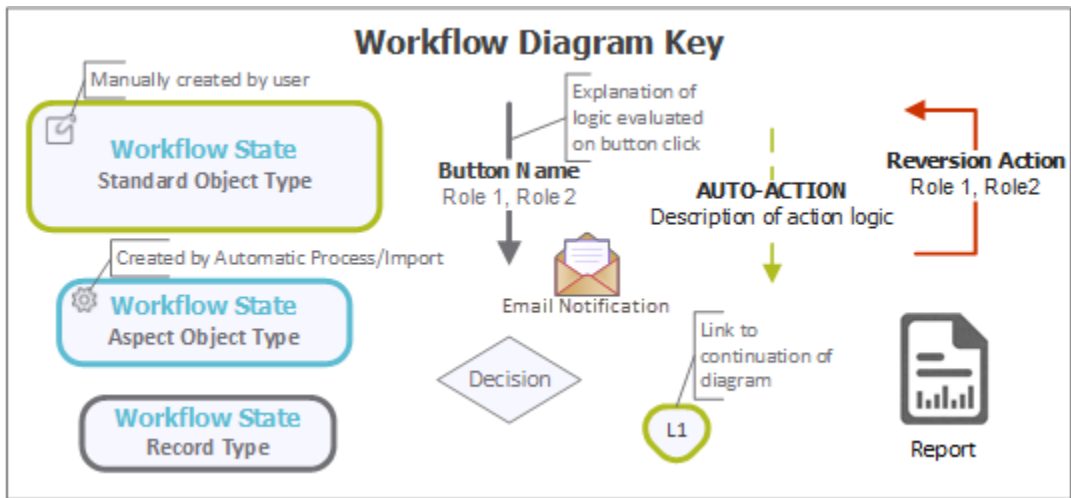 Workflow Diagram Key
Manually created by user
Workflow State
Standard Object Type
Created by Automatic Process/Import
Workflow State
Aspect Object Type
Workflow State
Record Type
Explanation of
logic evaluated
on button click
Button Name
Role 1, Role 2
Email Notification
Decision
AUTO-ACTION
Description of action logic
Link to
continuation of
diagram
L1
Reversion Action
Role 1, Role2
Report